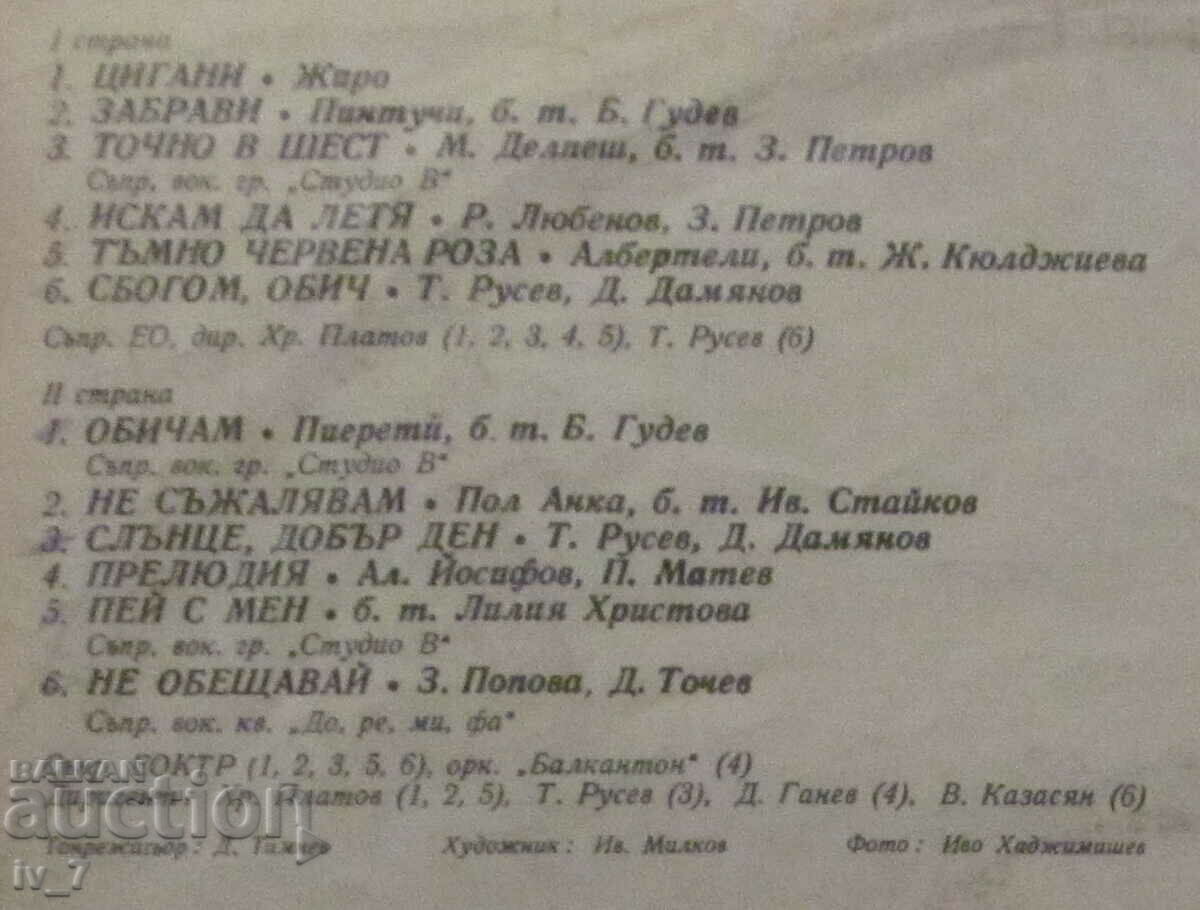 I страна
1. ЦИГАНИ • Жиро
2. ЗАБРАВИ • Пинтучи, б. т. Б. Гудев
3. ТОЧНО В ШЕСТ • М. Делпеш, б. т. З. Петров
Съпр. вок. гр. „Студио В“
4. ИСКАМ ДА ЛЕТЯ • Р. Любенов, З. Петров
5. ТЪМНО ЧЕРВЕНА РОЗА • Албертели, б. т. Ж. Кюлджиева
6. СБОГОМ, ОБИЧ • Т. Русев, Д. Дамянов
Съпр. ЕО, дир. Хр. Платов (1, 2, 3, 4, 5), Т. Русев (6)
II страна
1. ОБИЧАМ • Пиерети, б. т. Б. Гудев
Съпр. вок. гр. „Студио В“
2. НЕ СЪЖАЛЯВАМ • Пол Анка, б. т. Ив. Стайков
3. СЛЪНЦЕ, ДОБЪР ДЕН • Т. Русев, Д. Дамянов
4. ПРЕЛЮДИЯ • Ал. Йосифов, П. Матев
5. ПЕЙ С МЕН • б. т. Лилия Христова
Съпр. вок. гр. „Студио В“
6. НЕ ОБЕЩАВАЙ • З. Попова, Д. Точев
Съпр. вок. кв. „До, ре, ми, фа“
(1, 2, 3, 5, 6), орк. „Балкантон“ (4)
Платов (1, 2, 5), Т. Русев (3), Д. Ганев (4), В. Казасян (6)
Тонрежисьор: Д. Художник: Ив. Милков Фото: Иво Хаджимишев
BALKAN
auction
iv_7